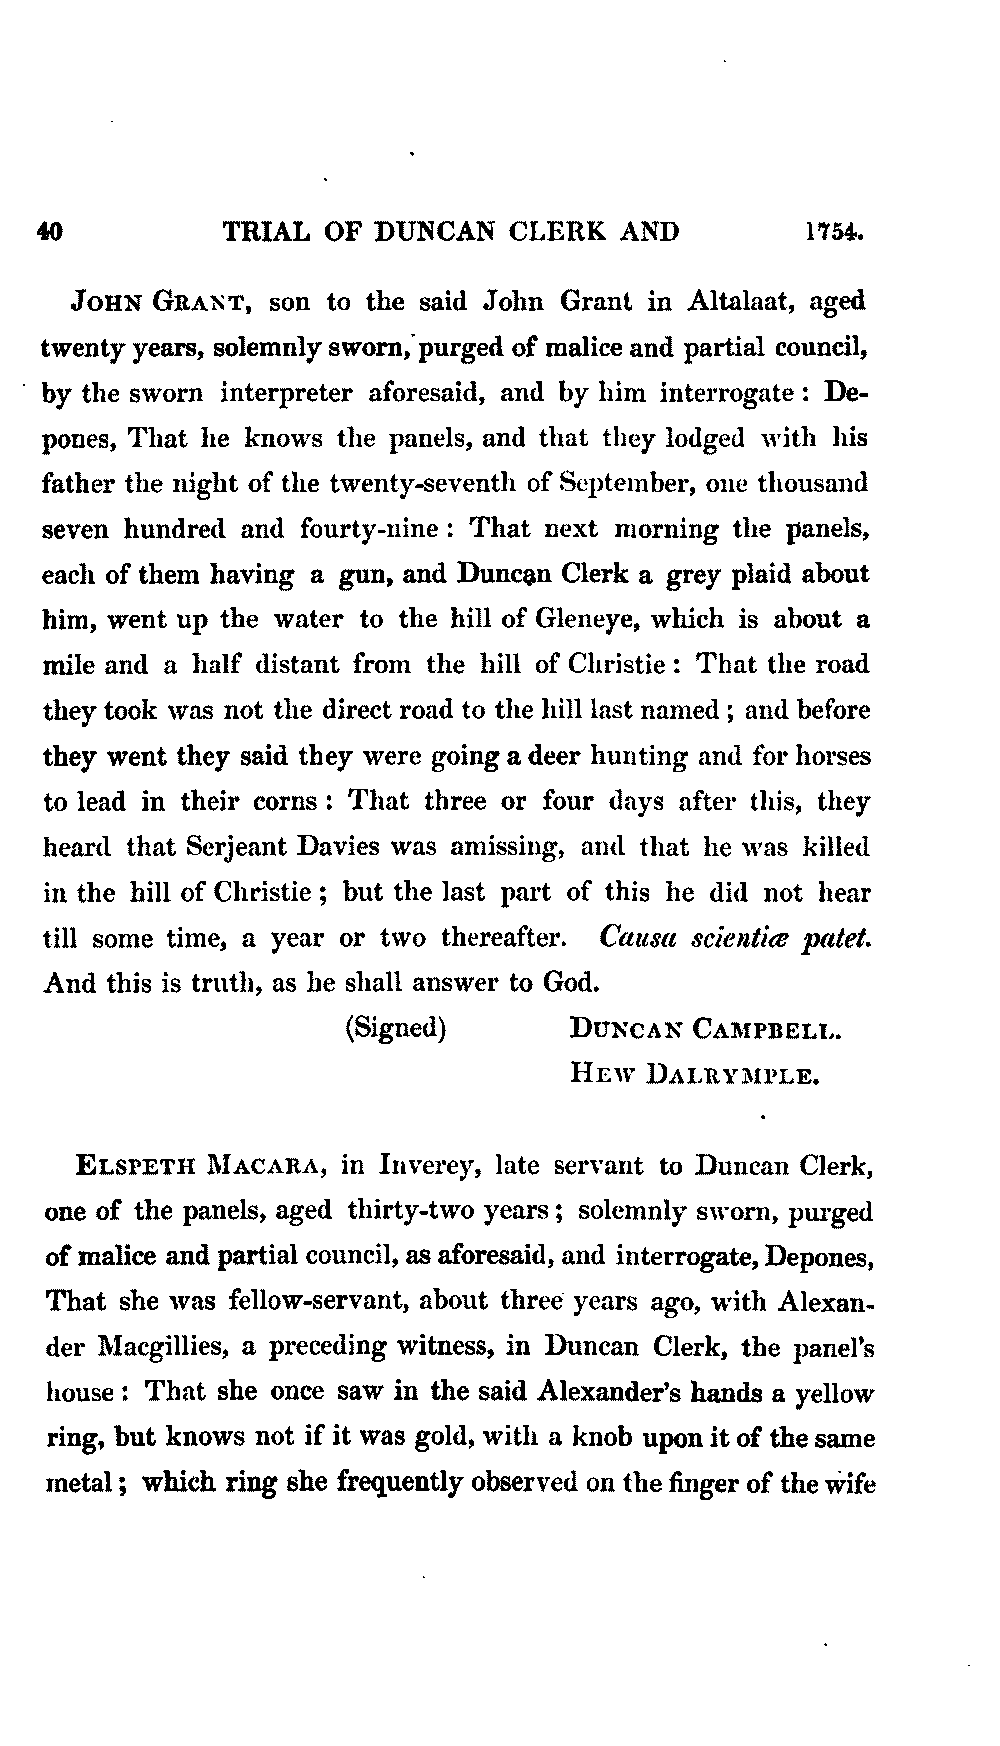 40 TRIAL OF DUNCAN CLERK AND 1754.
JOHN GRANT, son to the said John Grant in Altalaat, aged
twenty years, solemnly sworn, purged of malice and partial council,
by the sworn interpreter aforesaid, and by him interrogate : De-
pones, That he knows the panels, and that they lodged with his
father the night of the twenty-seventh of September, one thousand
seven hundred and fourty-nine : That next morning the panels,
each of them having a gun, and Duncan Clerk a grey plaid about
him, went up the water to the hill of Gleneye, which is about a
mile and a half distant from the hill of Christie : That the road
they took was not the direct road to the hill last named ; and before
they went they said they were going a deer hunting and for horses
to lead in their corns : That three or four days after this, they
heard that Serjeant Davies was amissing, and that he was killed
in the hill of Christie ; but the last part of this he did not hear
till some time, a year or two thereafter. Causa scientiæ patet.
And this is truth, as he shall answer to God.
(Signed) DUNCAN CAMPBELL.
HEW DALRYMPLE.
ELSPETH MACARA, in Inverey, late servant to Duncan Clerk,
one of the panels, aged thirty-two years ; solemnly sworn, purged
of malice and partial council, as aforesaid, and interrogate, Depones,
That she was fellow-servant, about three years ago, with Alexan-
der Macgillies, a preceding witness, in Duncan Clerk, the panel's
house : That she once saw in the said Alexander's hands a yellow
ring, but knows not if it was gold, with a knob upon it of the same
metal ; which ring she frequently observed on the finger of the wife